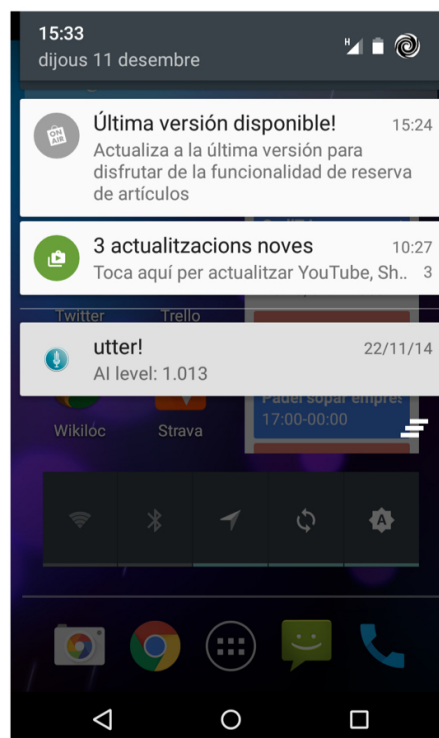 15:33
H
dijous 11 desembre
ON
AIR
Última versión disponible! 15:24
Actualiza a la última versión para
disfrutar de la funcionalidad de reserva
de artículos
3 actualitzacions noves 10:27
Toca aquí per actualitzar YouTube, Sh.. 3
Twitter Trello
utter! 22/11/14
AI level: 1.013
Padel sopar empres
17:00-00:00
Wikiloc Strava
A